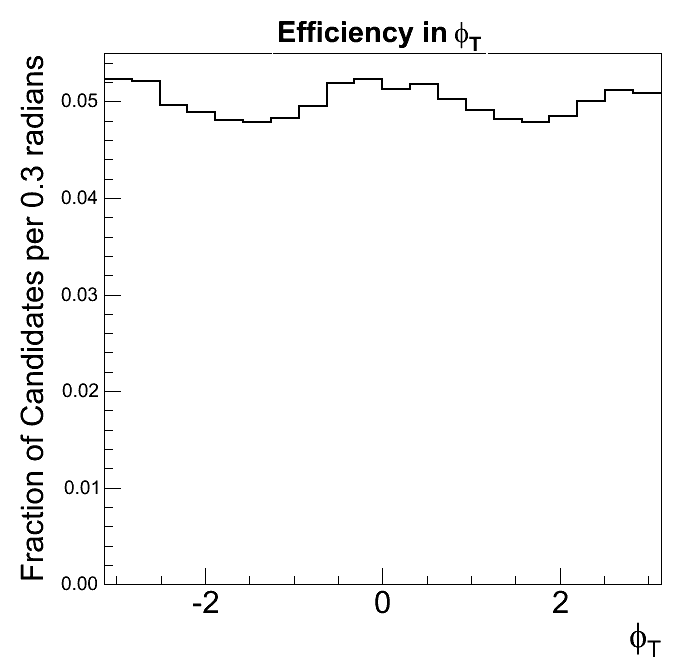 Efficiency in ϕT
Fraction of Candidates per 0.3 radians
0.05
0.04
0.03
0.02
0.01
0.00
-2 0 2
ϕT